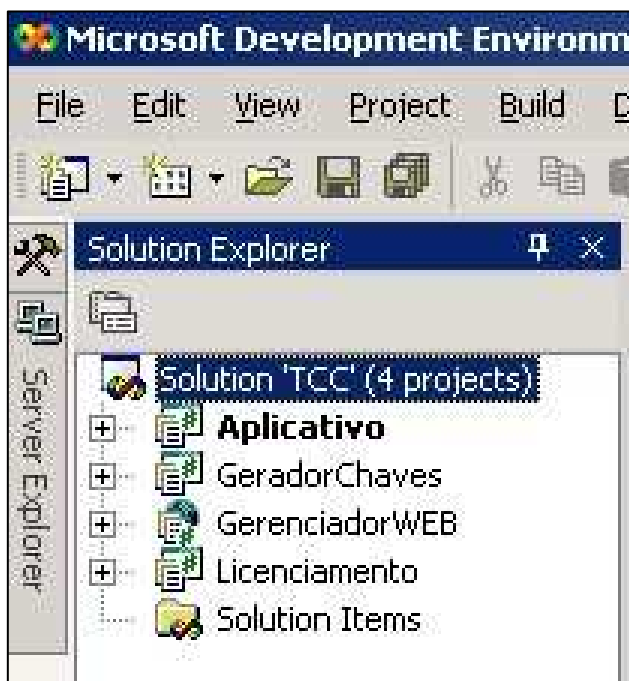 Microsoft Development Environm
File Edit View Project Build D
Solution Explorer
Server Explorer
Solution 'TCC' (4 projects)
Aplicativo
GeradorChaves
GerenciadorWEB
Licenciamento
Solution Items